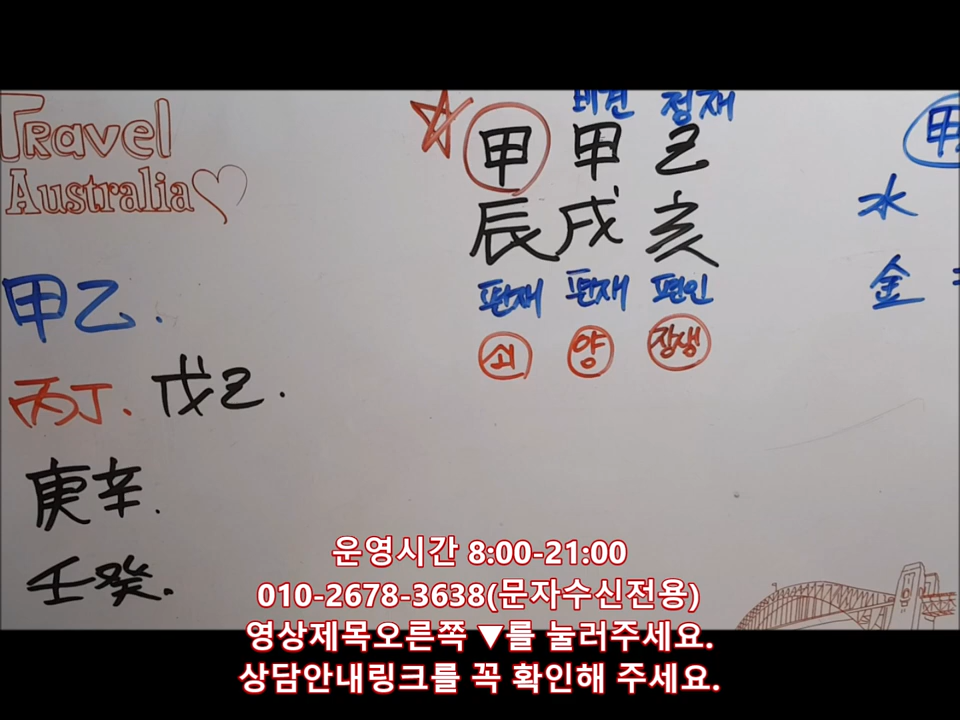 Travel
Australia
비견 정재
甲 甲 己
辰 戌 亥
편재 편재 편인
쇠 양 장생
水
金
甲乙.
丙丁. 戊己.
庚辛.
壬癸.
운영시간 8:00-21:00
010-2678-3638(문자수신전용)
영상제목오른쪽 ▼를 눌러주세요.
상담안내링크를 꼭 확인해 주세요.